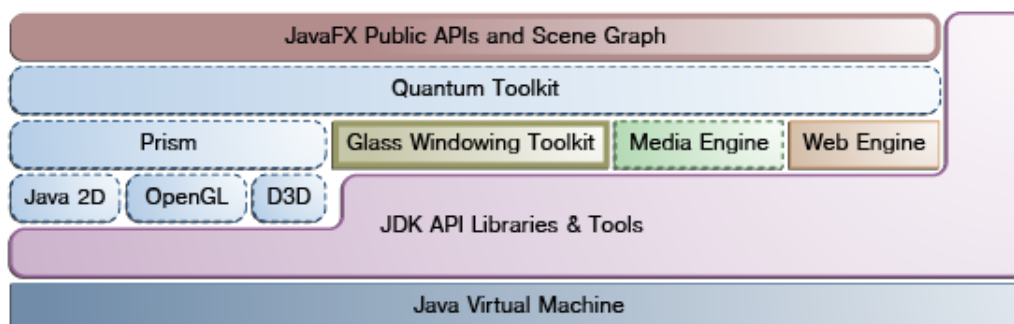 JavaFX Public APIs and Scene Graph
Quantum Toolkit
Prism
Glass Windowing Toolkit
Media Engine
Web Engine
Java 2D
OpenGL
D3D
JDK API Libraries & Tools
Java Virtual Machine